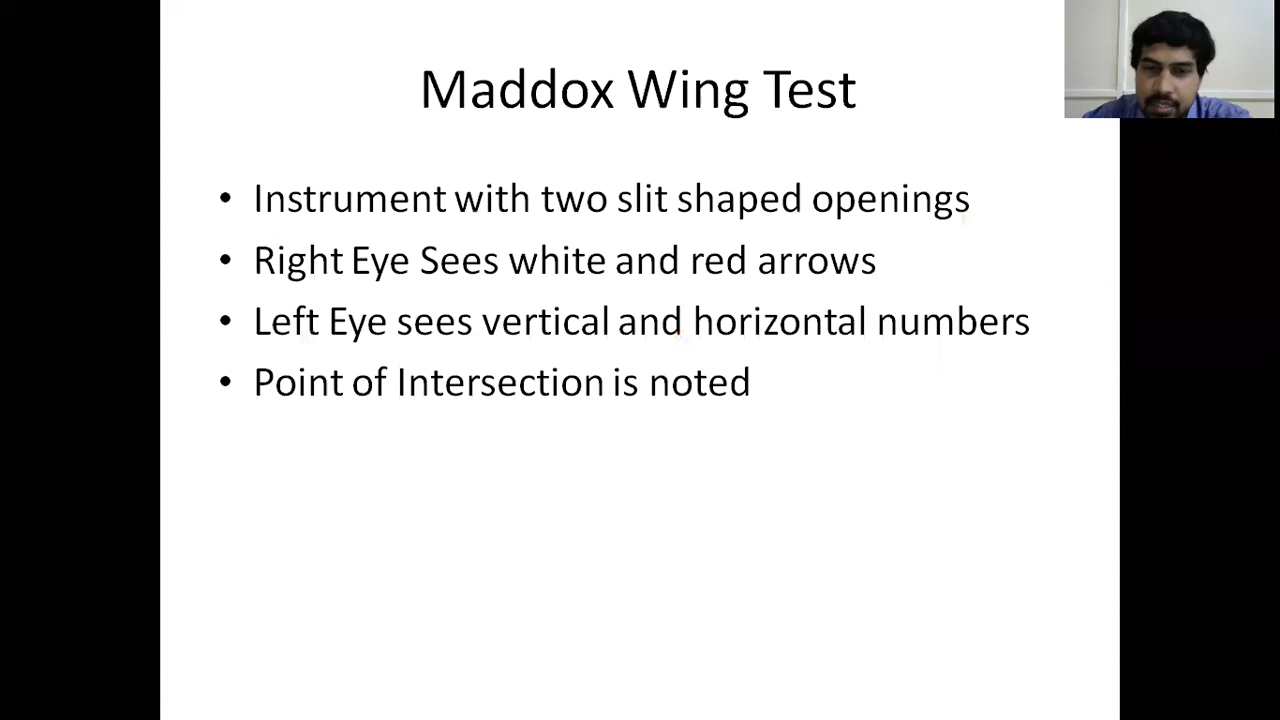 Maddox Wing Test
• Instrument with two slit shaped openings
• Right Eye Sees white and red arrows
• Left Eye sees vertical and horizontal numbers
• Point of Intersection is noted